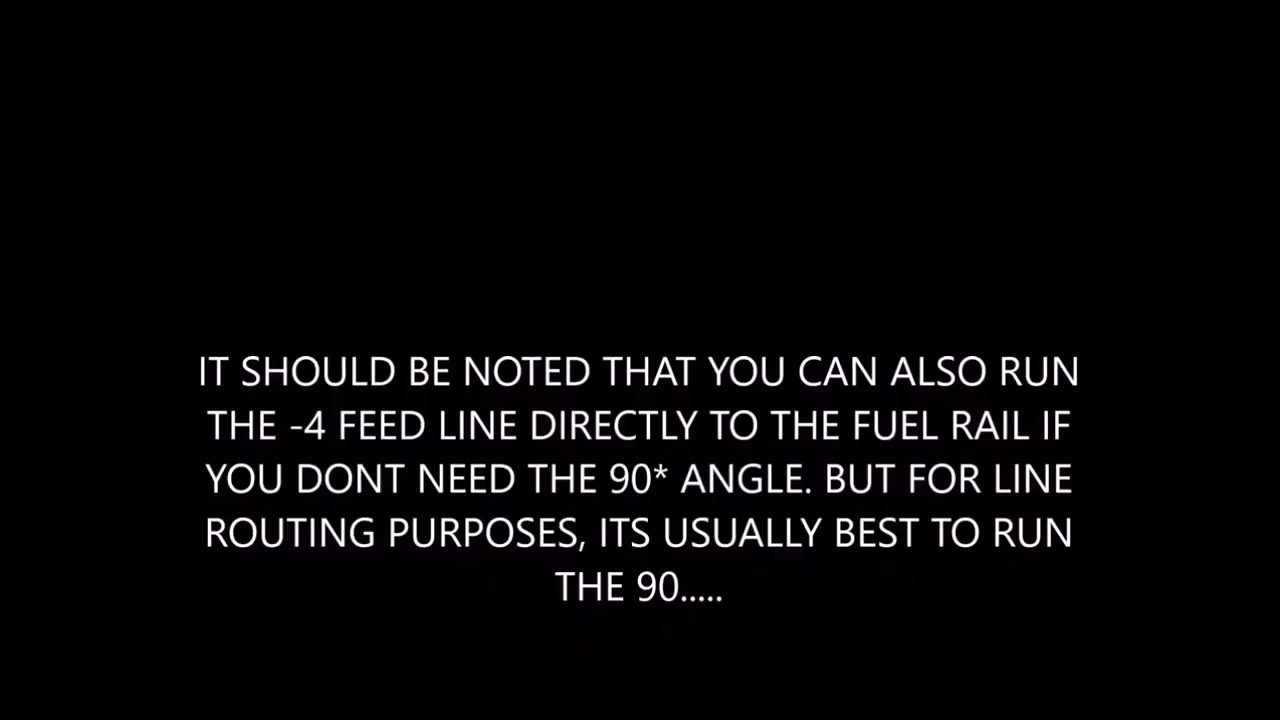 IT SHOULD BE NOTED THAT YOU CAN ALSO RUN
THE -4 FEED LINE DIRECTLY TO THE FUEL RAIL IF
YOU DONT NEED THE 90* ANGLE. BUT FOR LINE
ROUTING PURPOSES, ITS USUALLY BEST TO RUN
THE 90.....